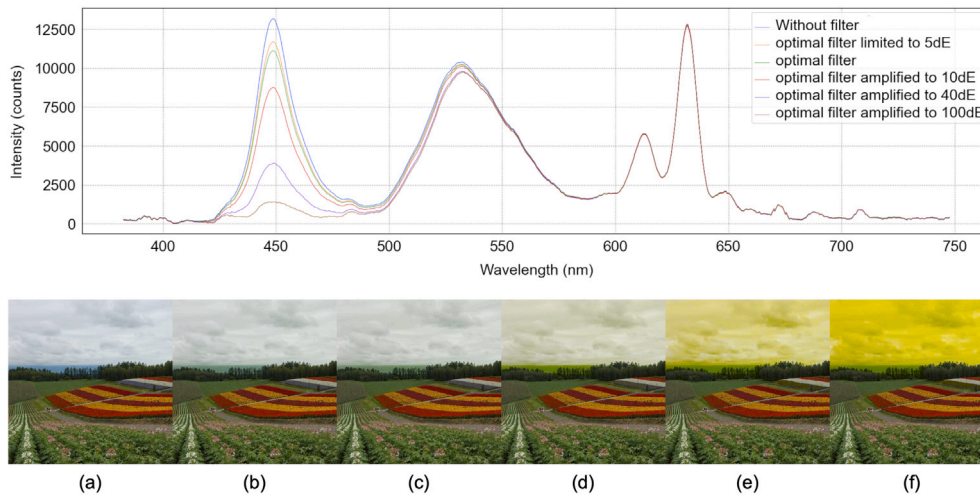 12500
10000
7500
5000
2500
0
Intensity (counts)
Without filter
optimal filter limited to 5dE
optimal filter
optimal filter amplified to 10dE
optimal filter amplified to 40dE
optimal filter amplified to 100dE
400 450 500 550 600 650 700 750
Wavelength (nm)
(a) (b) (c) (d) (e) (f)